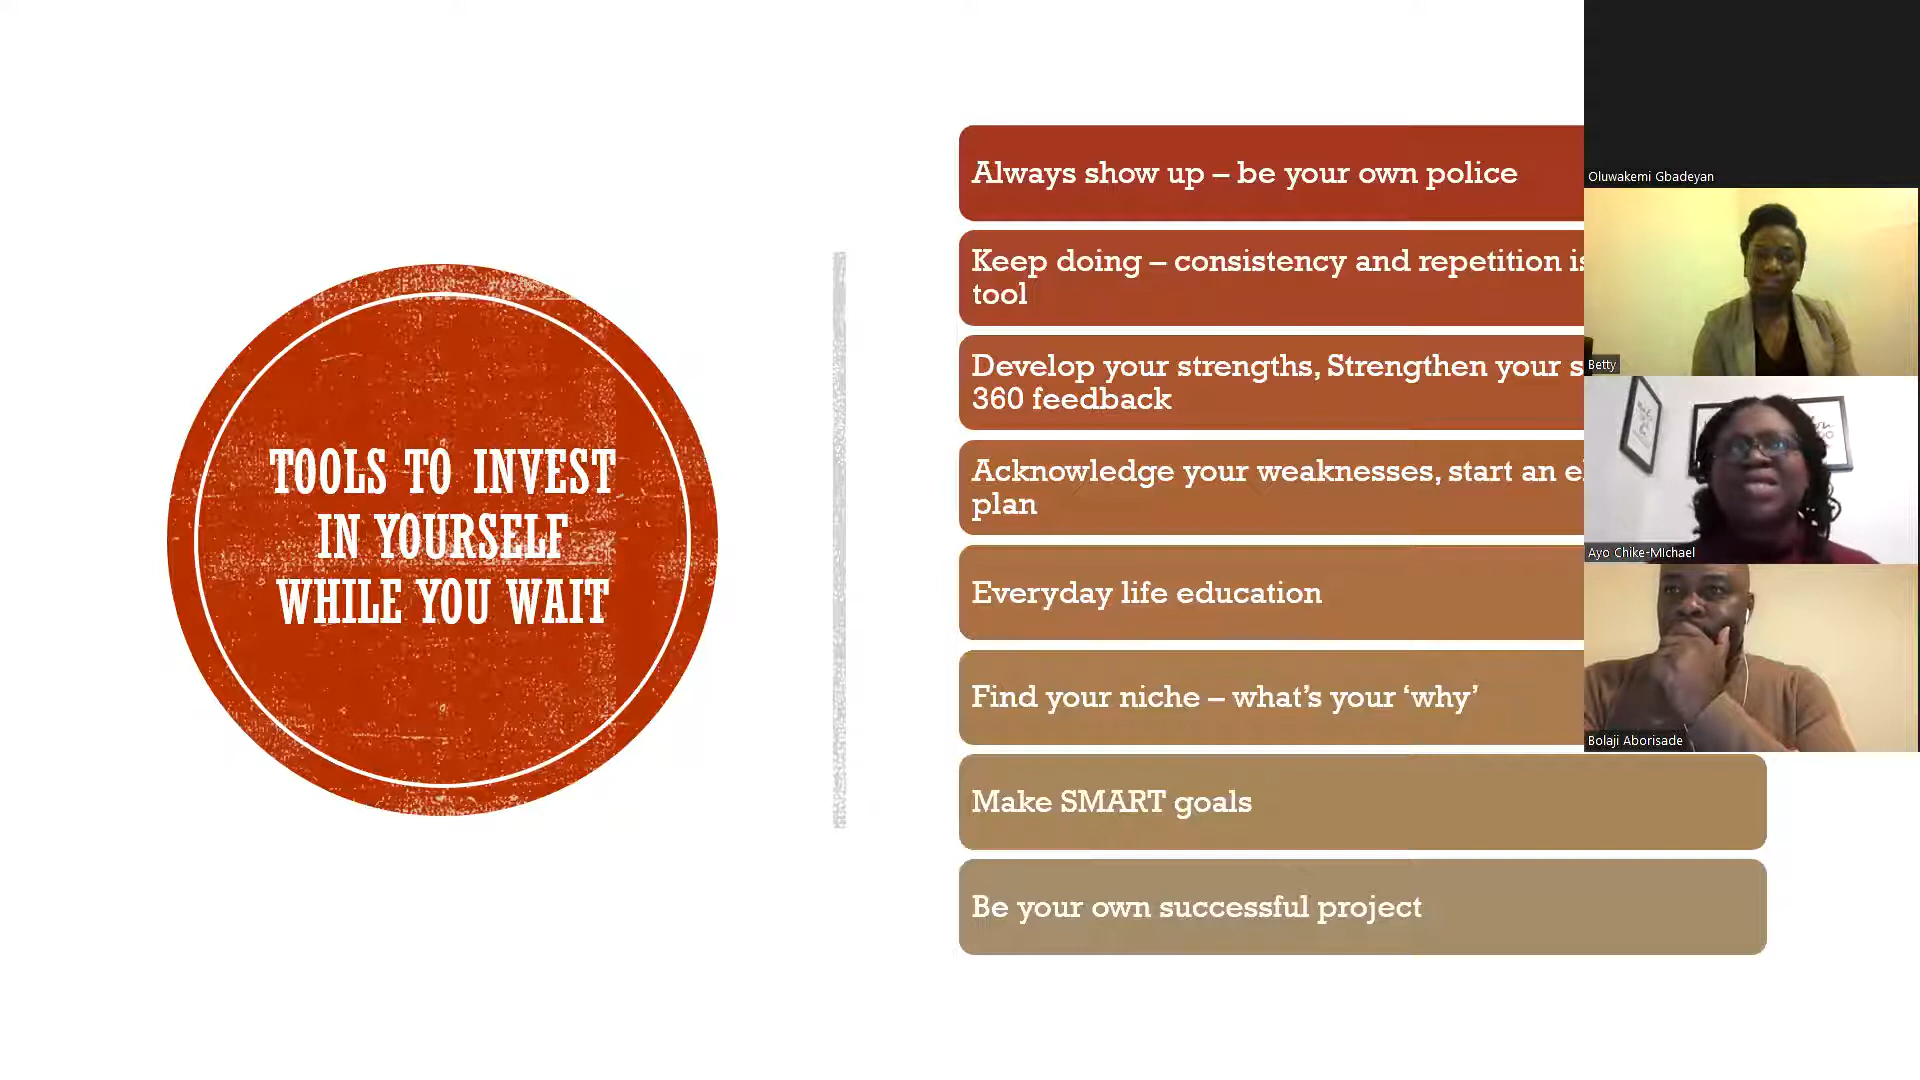 TOOLS TO INVEST
IN YOURSELF
WHILE YOU WAIT
Always show up – be your own police
Keep doing – consistency and repetition is
tool
Develop your strengths, Strengthen your
360 feedback
Acknowledge your weaknesses, start an
plan
Everyday life education
Find your niche – what’s your ‘why’
Make SMART goals
Be your own successful project
Oluwakemi Gbadeyan
Betty
Ayo Chike-Michael
Bolaji Aborisade